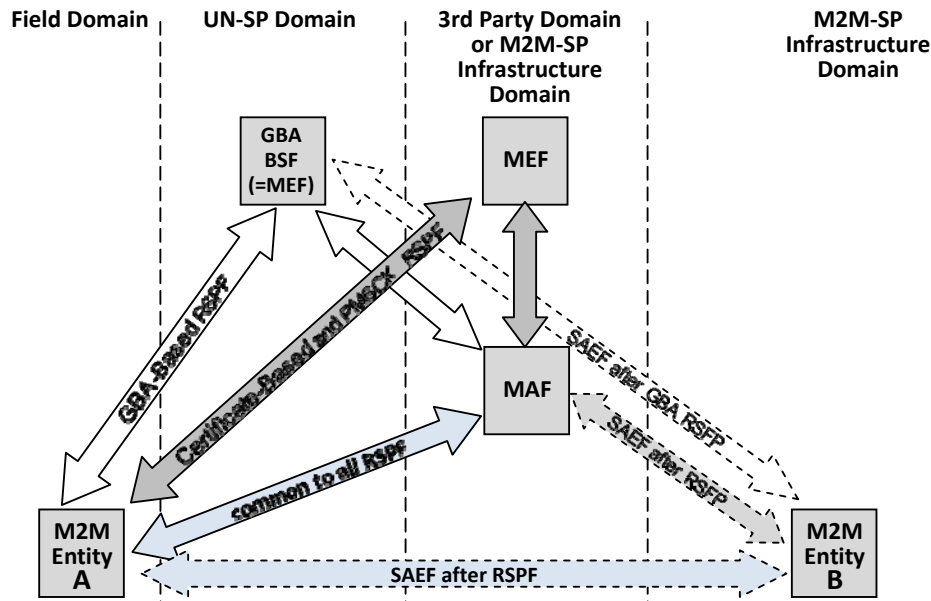 Field Domain
UN-SP Domain
3rd Party Domain
or M2M-SP
Infrastructure
Domain
M2M-SP
Infrastructure
Domain
GBA
BSF
(=MEF)
MEF
GBA-Based RSPF
Certificate-Based and PMSCK RSPF
SAEF after GBA RSFP
MAF
SAEF after RSFP
common to all RSPF
M2M
Entity
A
M2M
Entity
B
SAEF after RSPF